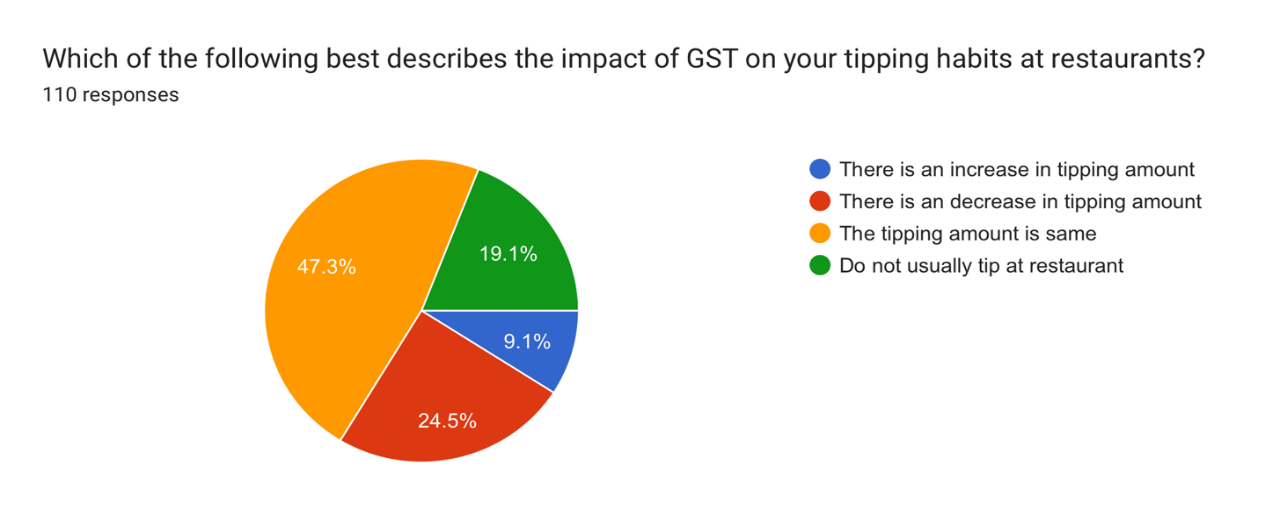 Which of the following best describes the impact of GST on your tipping habits at restaurants?
110 responses
There is an increase in tipping amount
There is an decrease in tipping amount
The tipping amount is same
Do not usually tip at restaurant
47.3%
19.1%
9.1%
24.5%